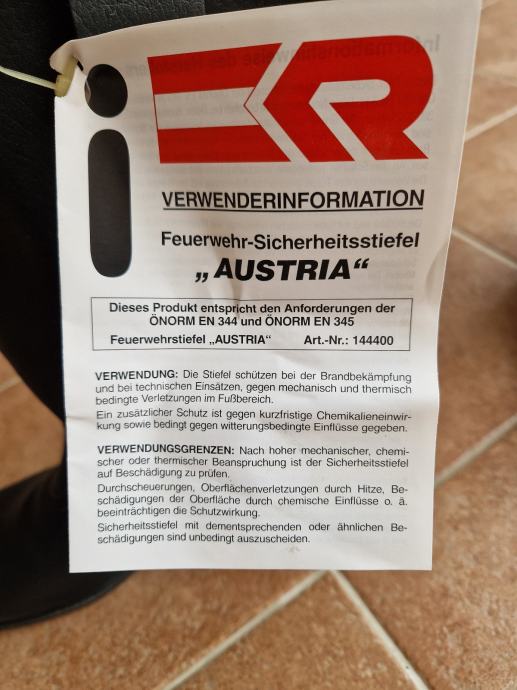 i
KR
VERWENDERINFORMATION
Feuerwehr-Sicherheitsstiefel
„AUSTRIA“
Dieses Produkt entspricht den Anforderungen der
ÖNORM EN 344 und ÖNORM EN 345
Feuerwehrstiefel „AUSTRIA“ Art.-Nr.: 144400
VERWENDUNG: Die Stiefel schützen bei der Brandbekämpfung
und bei technischen Einsätzen, gegen mechanisch und thermisch
bedingte Verletzungen im Fußbereich.
Ein zusätzlicher Schutz ist gegen kurzfristige Chemikalieneinwir-
kung sowie bedingt gegen witterungsbedingte Einflüsse gegeben.
VERWENDUNGSGRENZEN: Nach hoher mechanischer, chemi-
scher oder thermischer Beanspruchung ist der Sicherheitsstiefel
auf Beschädigung zu prüfen.
Durchscheuerungen, Oberflächenverletzungen durch Hitze, Be-
schädigungen der Oberfläche durch chemische Einflüsse o. ä.
beeinträchtigen die Schutzwirkung.
Sicherheitsstiefel mit dementsprechenden oder ähnlichen Be-
schädigungen sind unbedingt auszuscheiden.